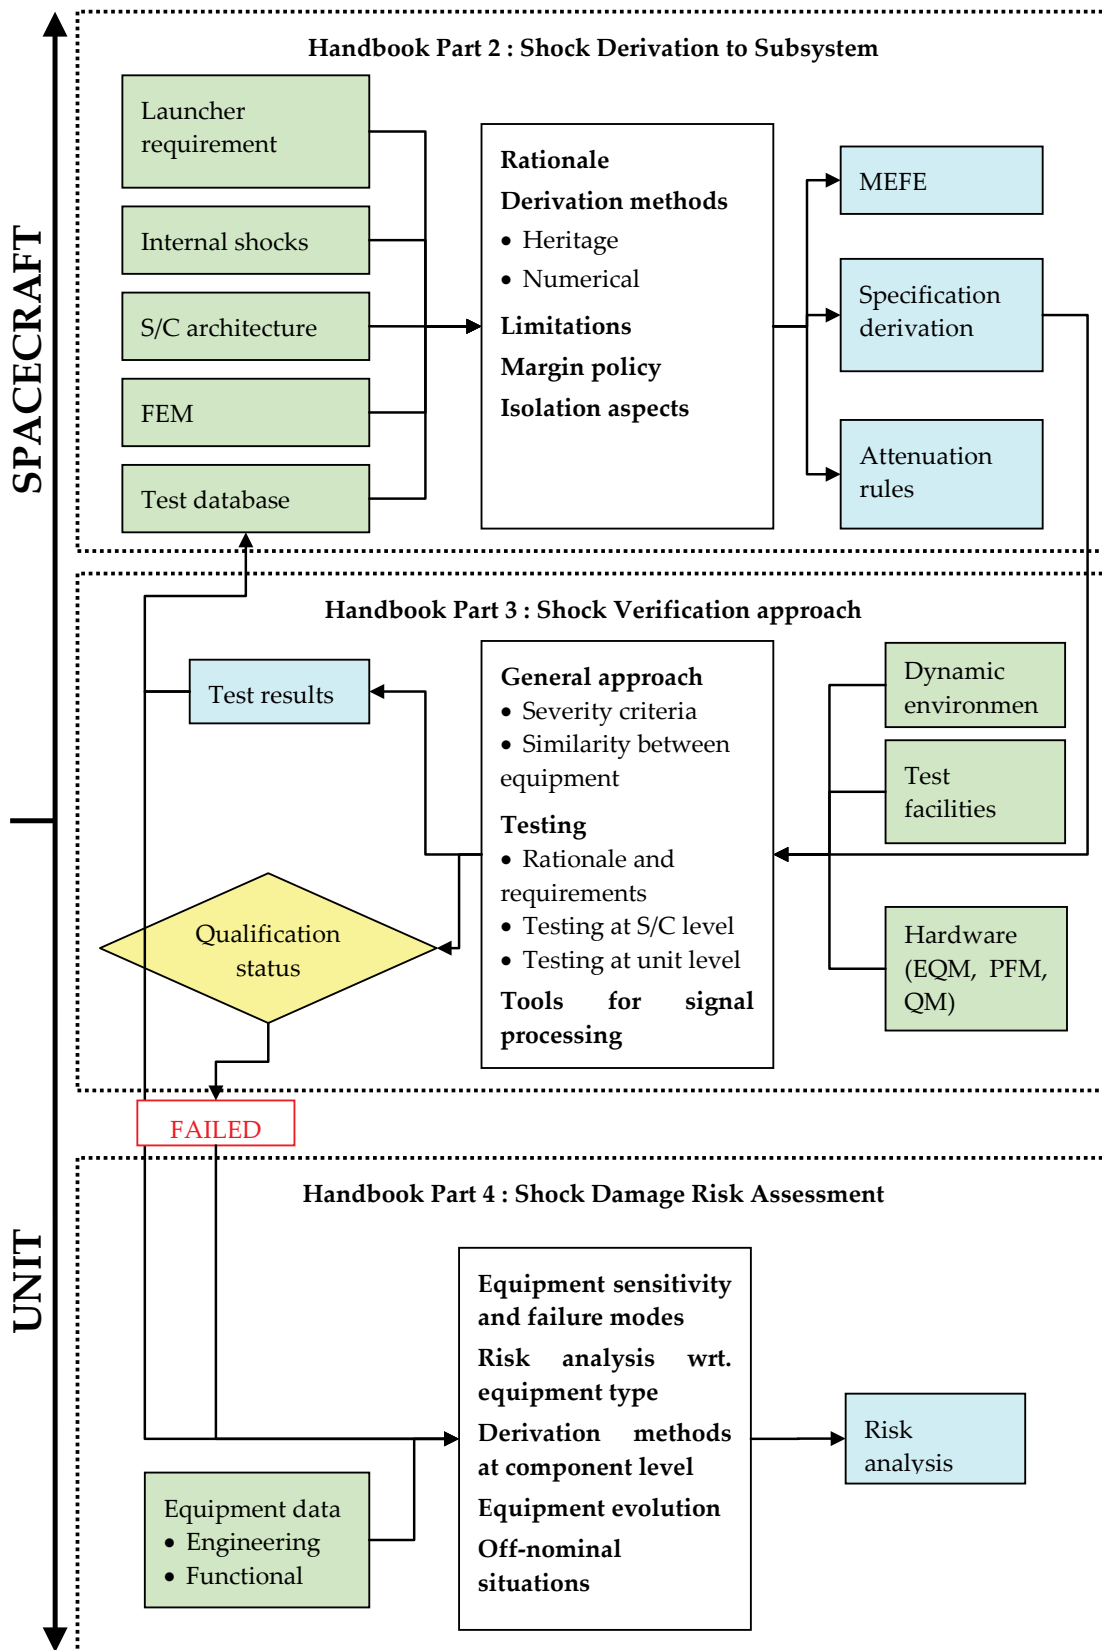 SPACECRAFT
UNIT
Handbook Part 2 : Shock Derivation to Subsystem
Launcher
requirement
Internal shocks
S/C architecture
FEM
Test database
Rationale
Derivation methods
• Heritage
• Numerical
Limitations
Margin policy
Isolation aspects
MEFE
Specification
derivation
Attenuation
rules
Handbook Part 3 : Shock Verification approach
Test results
Qualification
status
General approach
• Severity criteria
• Similarity between
equipment
Testing
• Rationale and
requirements
• Testing at S/C level
• Testing at unit level
Tools for signal
processing
Dynamic
environmen
Test
facilities
Hardware
(EQM, PFM,
QM)
FAILED
Handbook Part 4 : Shock Damage Risk Assessment
Equipment data
• Engineering
• Functional
Equipment sensitivity
and failure modes
Risk analysis wrt.
equipment type
Derivation methods
at component level
Equipment evolution
Off-nominal
situations
Risk
analysis